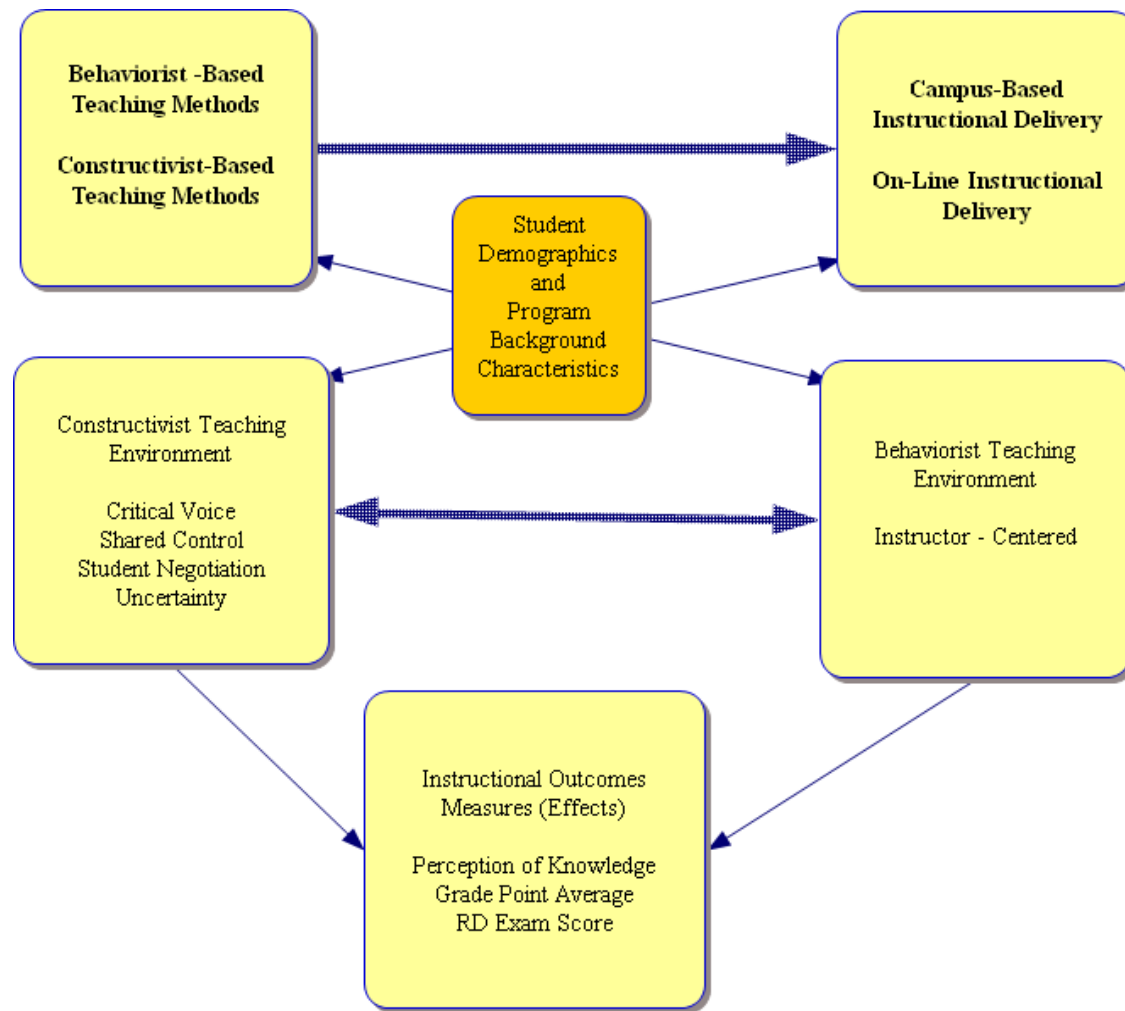 Behaviorist -Based
Teaching Methods
Constructivist-Based
Teaching Methods
Campus-Based
Instructional Delivery
On-Line Instructional
Delivery
Student
Demographics
and
Program
Background
Characteristics
Constructivist Teaching
Environment
Critical Voice
Shared Control
Student Negotiation
Uncertainty
Behaviorist Teaching
Environment
Instructor - Centered
Instructional Outcomes
Measures (Effects)
Perception of Knowledge
Grade Point Average
RD Exam Score